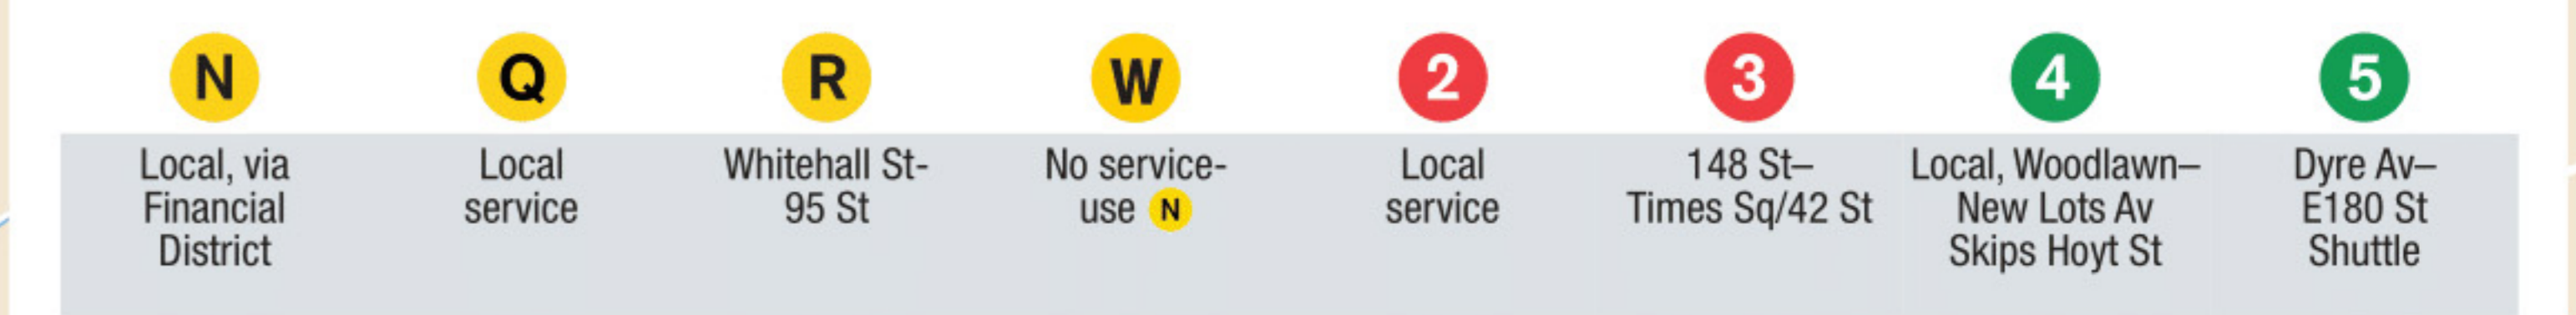 N Q R W 2 3 4 5
Local, via
Financial
District
Local
service
Whitehall St-
95 St
No service-
use N
Local
service
148 St–
Times Sq/42 St
Local, Woodlawn–
New Lots Av
Skips Hoyt St
Dyre Av–
E180 St
Shuttle